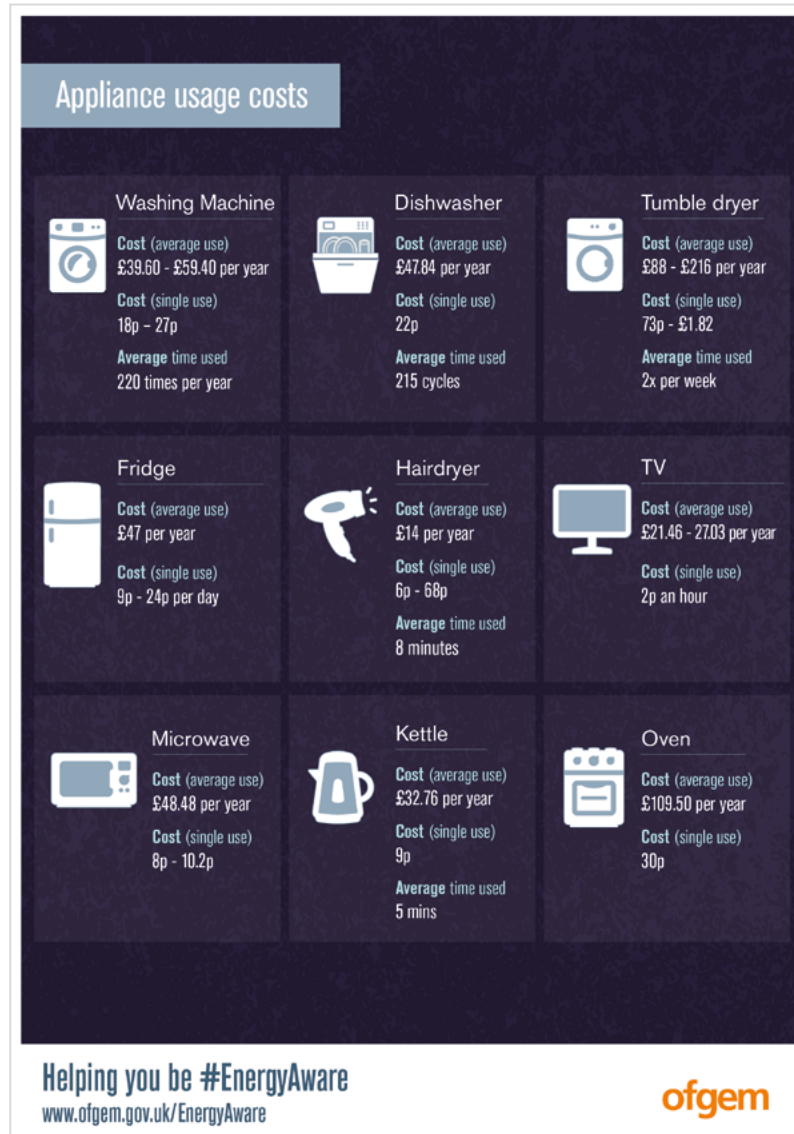 Appliance usage costs
Washing Machine
Cost (average use)
£39.60 - £59.40 per year
Cost (single use)
18p – 27p
Average time used
220 times per year
Dishwasher
Cost (average use)
£47.84 per year
Cost (single use)
22p
Average time used
215 cycles
Tumble dryer
Cost (average use)
£88 - £216 per year
Cost (single use)
73p - £1.82
Average time used
2x per week
Fridge
Cost (average use)
£47 per year
Cost (single use)
9p - 24p per day
Hairdryer
Cost (average use)
£14 per year
Cost (single use)
6p - 68p
Average time used
8 minutes
TV
Cost (average use)
£21.46 - 27.03 per year
Cost (single use)
2p an hour
Microwave
Cost (average use)
£48.48 per year
Cost (single use)
8p - 10.2p
Kettle
Cost (average use)
£32.76 per year
Cost (single use)
9p
Average time used
5 mins
Oven
Cost (average use)
£109.50 per year
Cost (single use)
30p
Helping you be #EnergyAware
www.ofgem.gov.uk/EnergyAware
ofgem